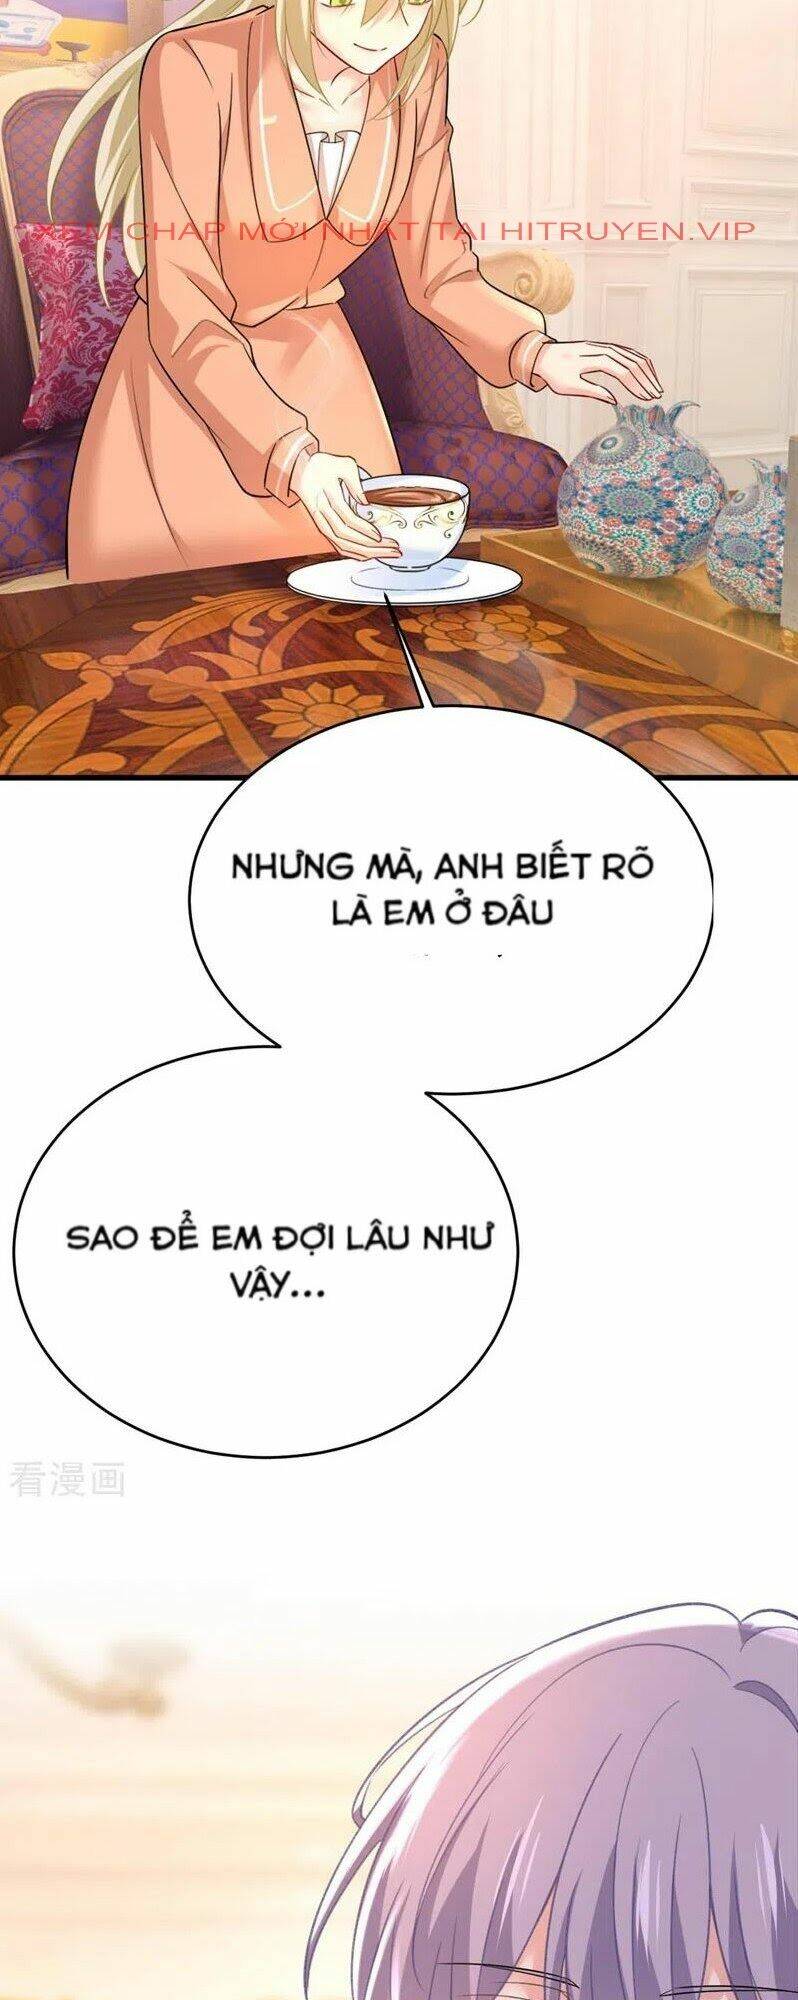 XEM CHAP MỚI NHẤT TẠI HITRUYEN.VIP
NHƯNG MÀ, ANH BIẾT RÕ
LÀ EM Ở ĐÂU
SAO ĐỂ EM ĐỢI LÂU NHƯ
VẬY...
看漫画